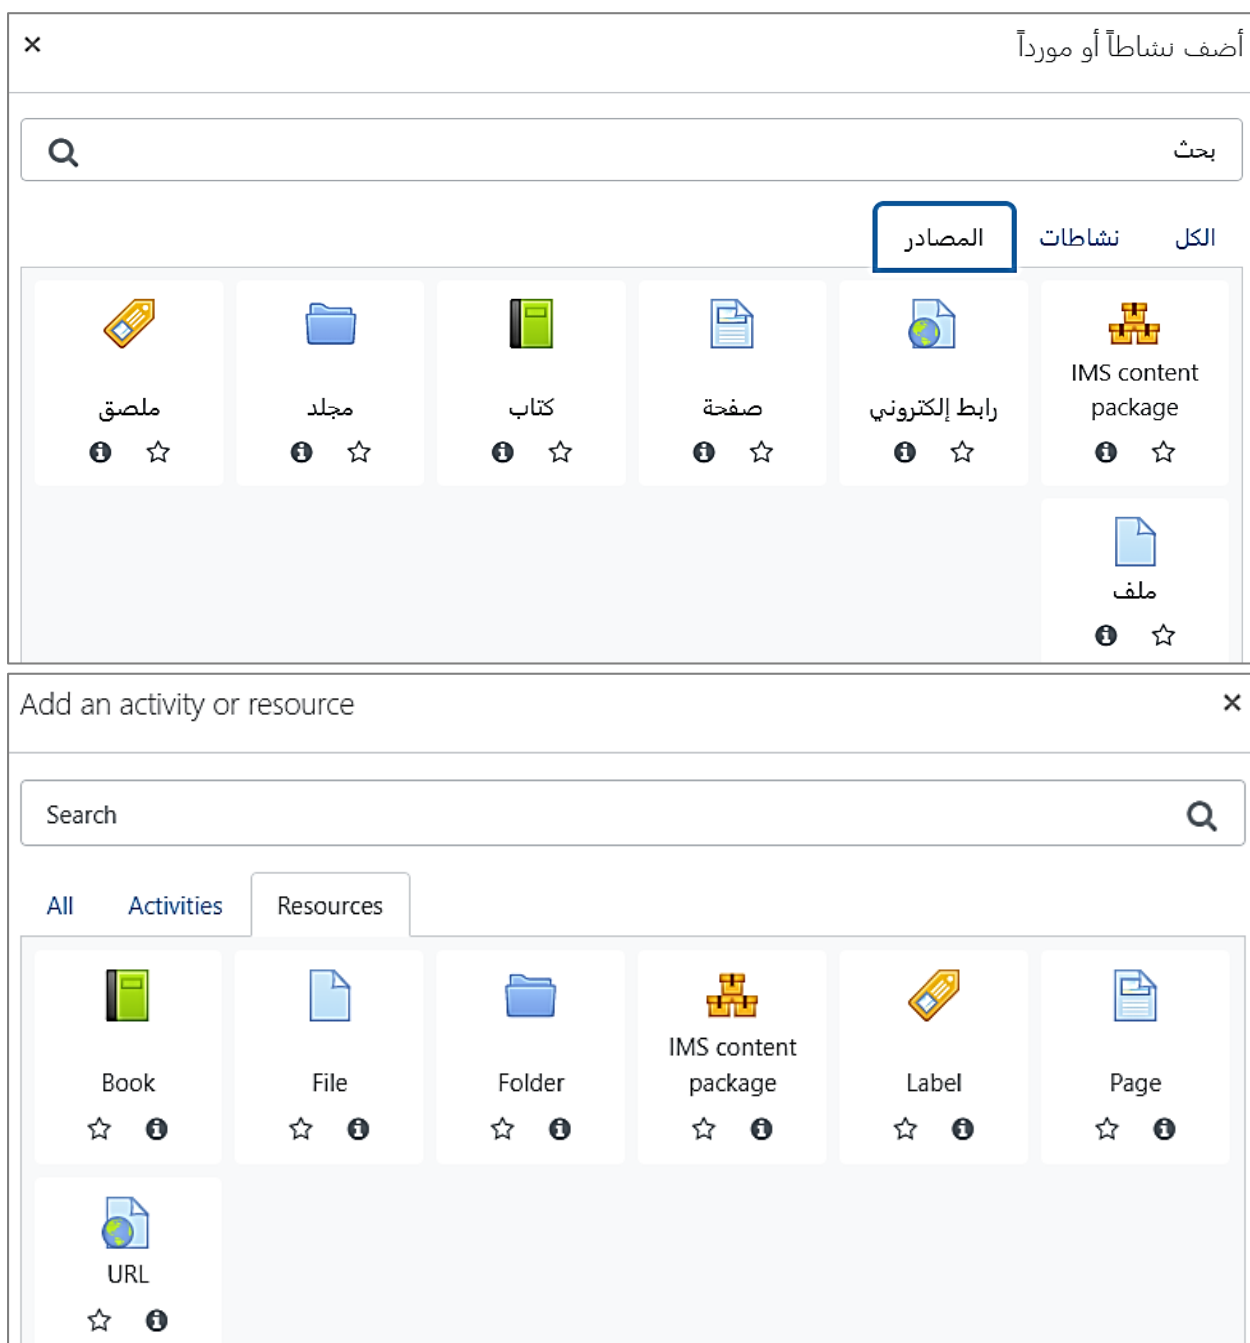 أضف نشاطاً أو مورداً
بحث
الكل نشاطات المصادر
IMS content
package
رابط إلكتروني
صفحة
كتاب
مجلد
ملصق
ملف
Add an activity or resource
Search
All Activities Resources
Book
File
Folder
IMS content
package
Label
Page
URL